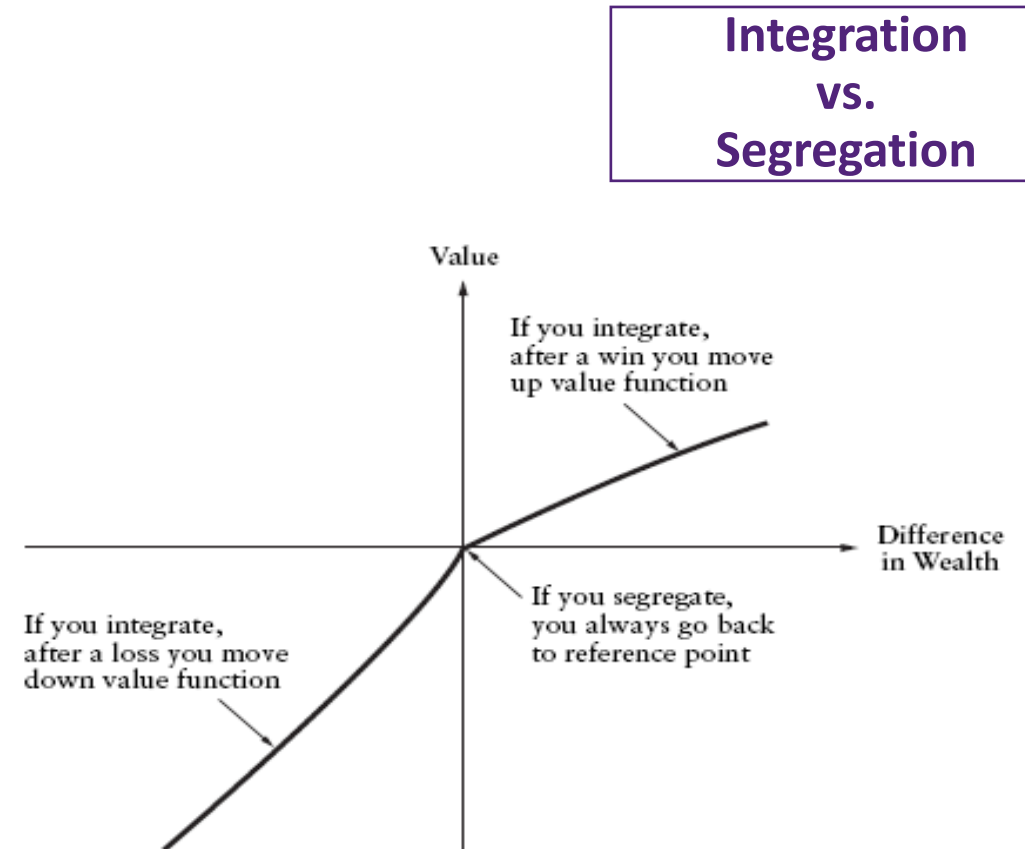 Integration
vs.
Segregation
Value
If you integrate,
after a win you move
up value function
Difference
in Wealth
If you segregate,
you always go back
to reference point
If you integrate,
after a loss you move
down value function